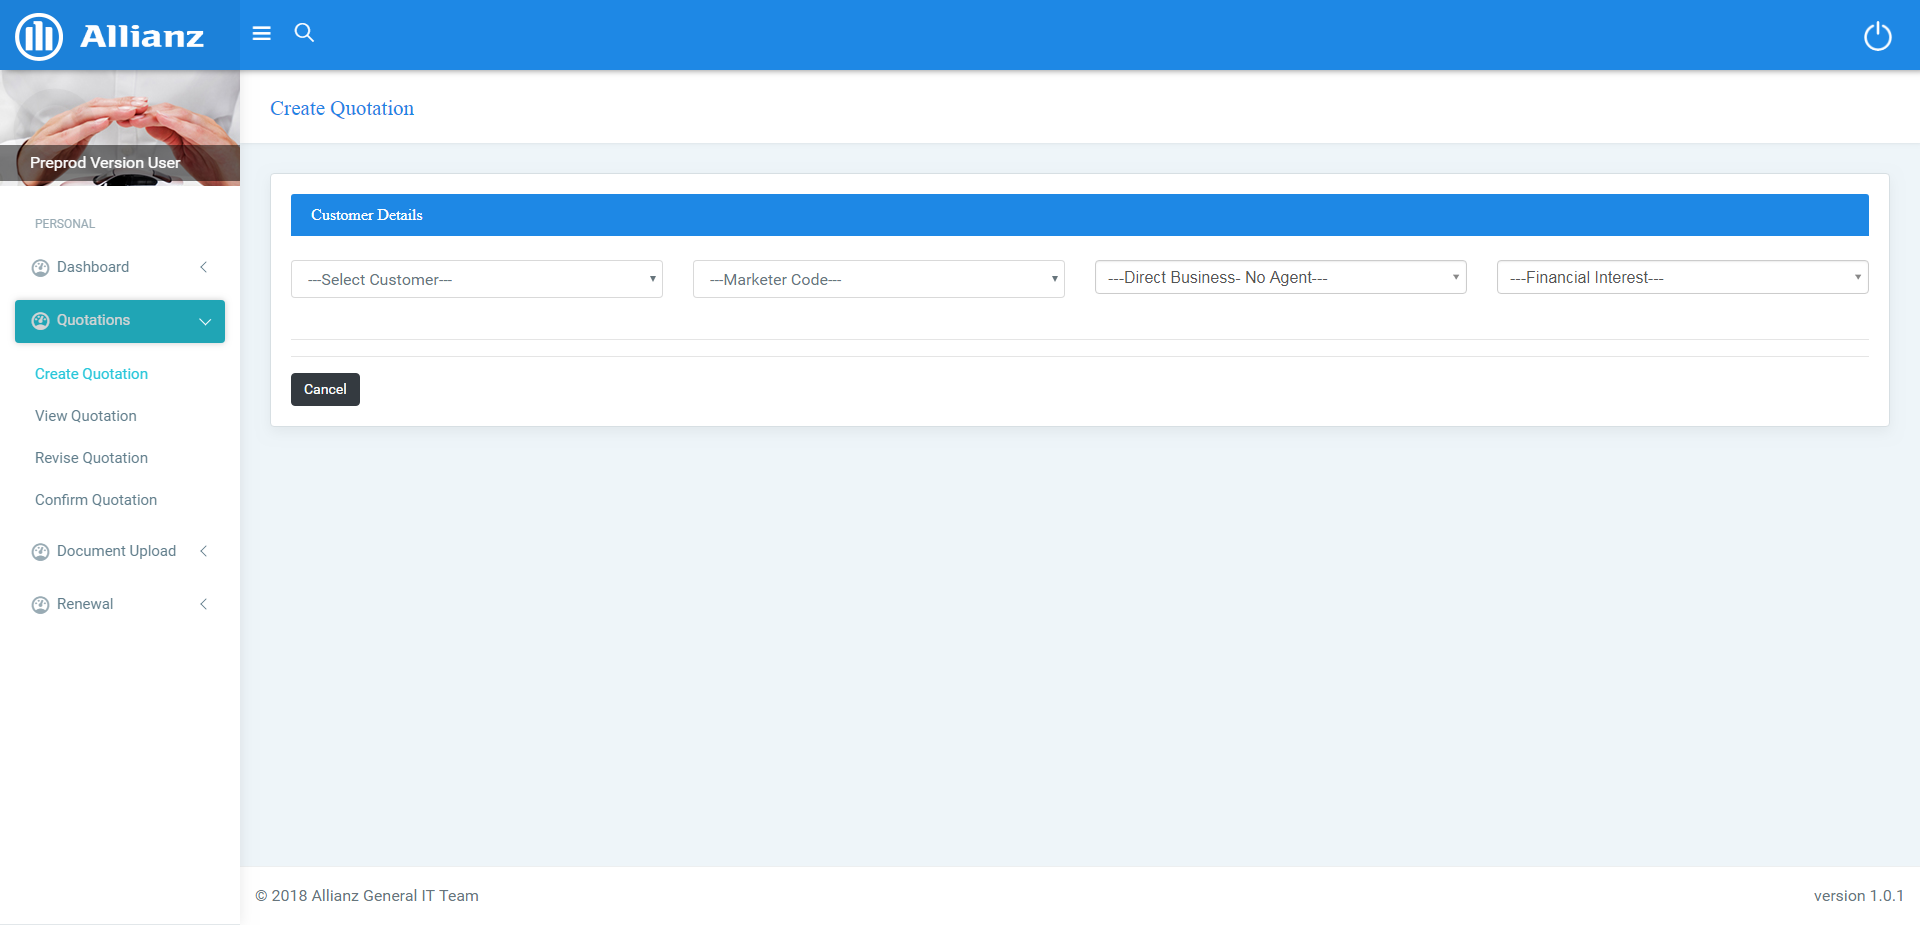 Allianz
Create Quotation
Preprod Version User
PERSONAL
Dashboard
Quotations
Create Quotation
View Quotation
Revise Quotation
Confirm Quotation
Document Upload
Renewal
Customer Details
---Select Customer---
---Marketer Code---
---Direct Business- No Agent---
---Financial Interest---
Cancel
© 2018 Allianz General IT Team
version 1.0.1